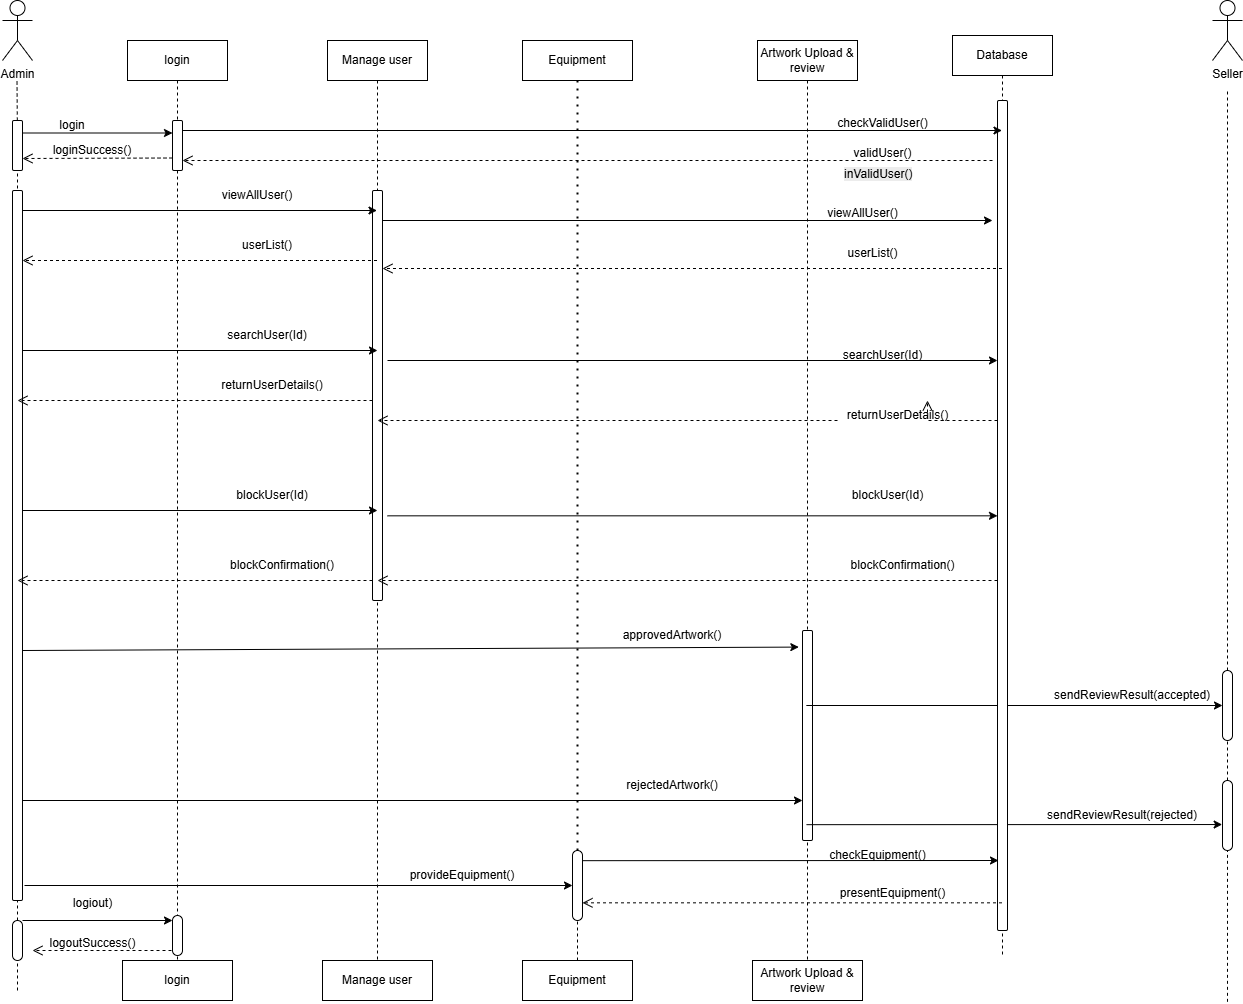 Admin
login
Manage user
Equipment
Artwork Upload &
review
Database
Seller
login
checkValidUser()
loginSuccess()
validUser()
inValidUser()
viewAllUser()
viewAllUser()
userList()
userList()
searchUser(Id)
searchUser(Id)
returnUserDetails()
returnUserDetails()
blockUser(Id)
blockUser(Id)
blockConfirmation()
blockConfirmation()
approvedArtwork()
sendReviewResult(accepted)
rejectedArtwork()
sendReviewResult(rejected)
checkEquipment()
provideEquipment()
presentEquipment()
logiout)
logoutSuccess()
login
Manage user
Equipment
Artwork Upload &
review